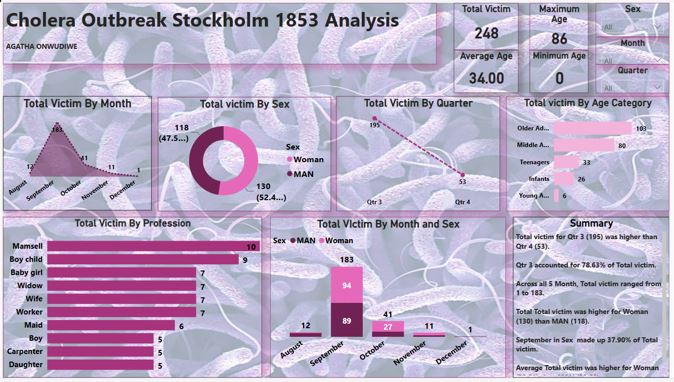 Cholera Outbreak Stockholm 1853 Analysis
AGATHA ONWUDIWE
Total Victim
248
Maximum
Age
86
Average Age
34.00
Minimum Age
0
Sex
All
Month
All
Quarter
All
Total Victim By Month
12
183
41
11
1
August
September
October
November
December
Total victim By Sex
118
(47.5...)
130
(52.4...)
Sex
Woman
MAN
Total Victim By Quarter
195
53
Qtr 3
Qtr 4
Total victim By Age Category
Older Ad... 103
Middle A... 80
Teenagers 33
Infants 26
Young A... 6
Total Victim By Profession
Mamsell 10
Boy child 9
Baby girl 7
Widow 7
Wife 7
Worker 7
Maid 6
Boy 5
Carpenter 5
Daughter 5
Total Victim By Month and Sex
Sex MAN Woman
12
183
94
89
41
27
11
1
August
September
October
November
December
Summary
Total victim for Qtr 3 (195) was higher than
Qtr 4 (53).
Qtr 3 accounted for 78.63% of Total victim.
Across all 5 Month, Total victim ranged from
1 to 183.
Total Total victim was higher for Woman
(130) than MAN (118).
September in Sex made up 37.90% of Total
victim.
Average Total victim was higher for Woman